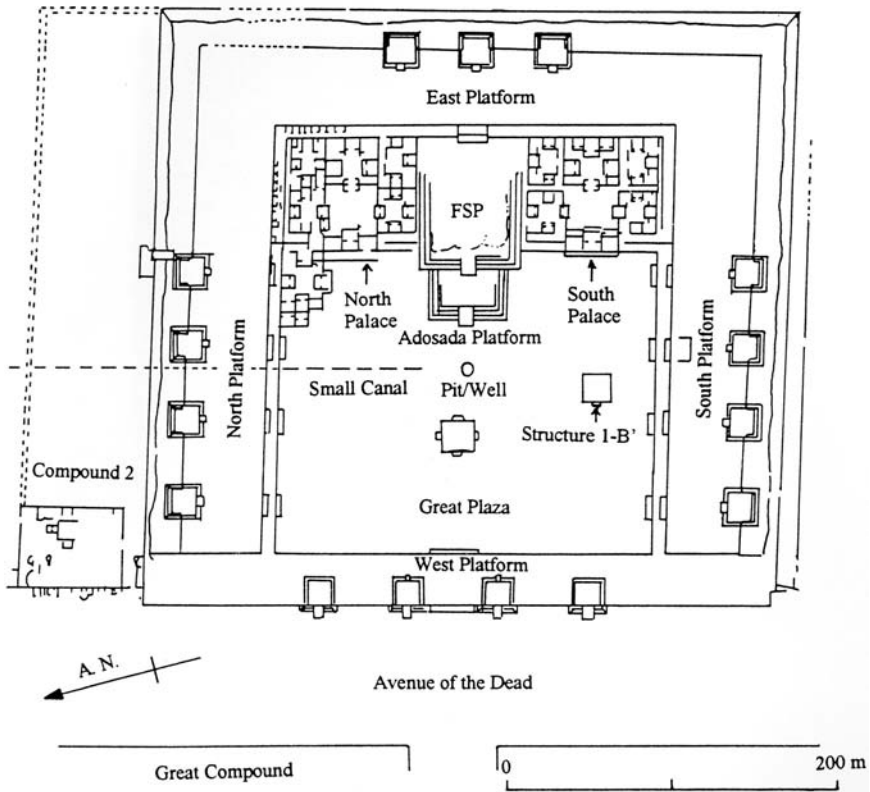 East Platform
FSP
North
Palace
South
Palace
Adosada Platform
North Platform
South Platform
Small Canal
Pit/Well
Structure 1-B'
Compound 2
Great Plaza
West Platform
A. N.
Avenue of the Dead
Great Compound
0
200 m